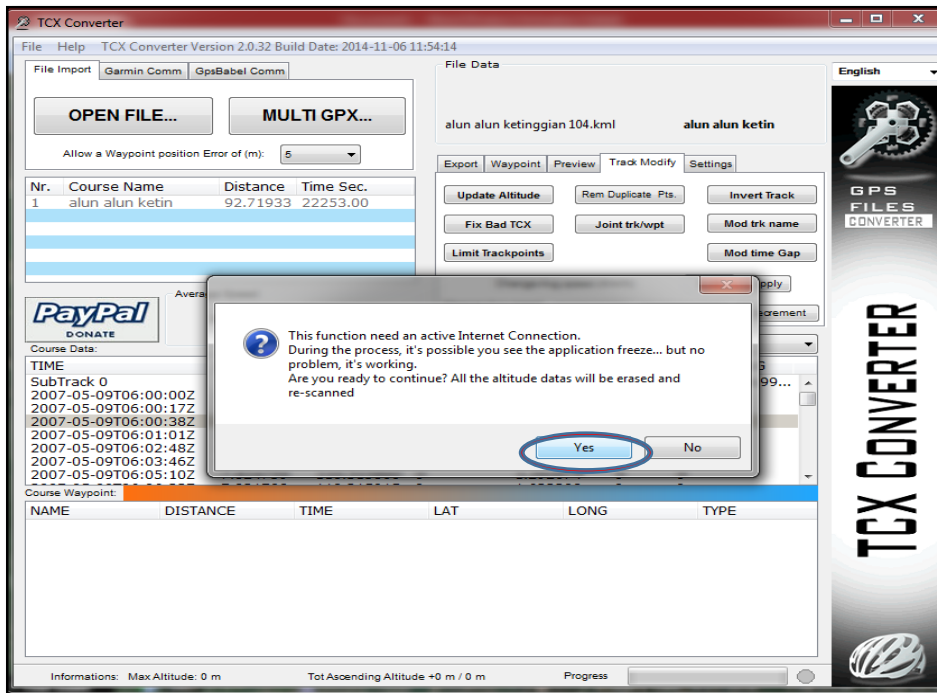 TCX Converter
File Help TCX Converter Version 2.0.32 Build Date: 2014-11-06 11:54:14
File Import Garmin Comm GpsBabel Comm
OPEN FILE... MULTI GPX...
Allow a Waypoint position Error of (m): 5
File Data
alun alun ketinggian 104.kml alun alun ketin
English
Nr. Course Name Distance Time Sec.
1 alun alun ketin 92.71933 22253.00
Export Waypoint Preview Track Modify Settings
Update Altitude Rem Duplicate Pts. Invert Track
Fix Bad TCX Joint trk/wpt Mod trk name
Limit Trackpoints Mod time Gap
pply
ecrement
GPS
FILES
CONVERTER
TCX CONVERTER
PayPal
DONATE
Avera
This function need an active Internet Connection.
During the process, it's possible you see the application freeze... but no
problem, it's working.
Are you ready to continue? All the altitude datas will be erased and
re-scanned
Yes No
Course Data:
TIME
SubTrack 0 99...
2007-05-09T06:00:00Z
2007-05-09T06:00:17Z
2007-05-09T06:00:38Z
2007-05-09T06:01:01Z
2007-05-09T06:02:48Z
2007-05-09T06:03:46Z
2007-05-09T06:05:10Z
Course Waypoint:
NAME DISTANCE TIME LAT LONG TYPE
Informations: Max Altitude: 0 m Tot Ascending Altitude +0 m / 0 m Progress